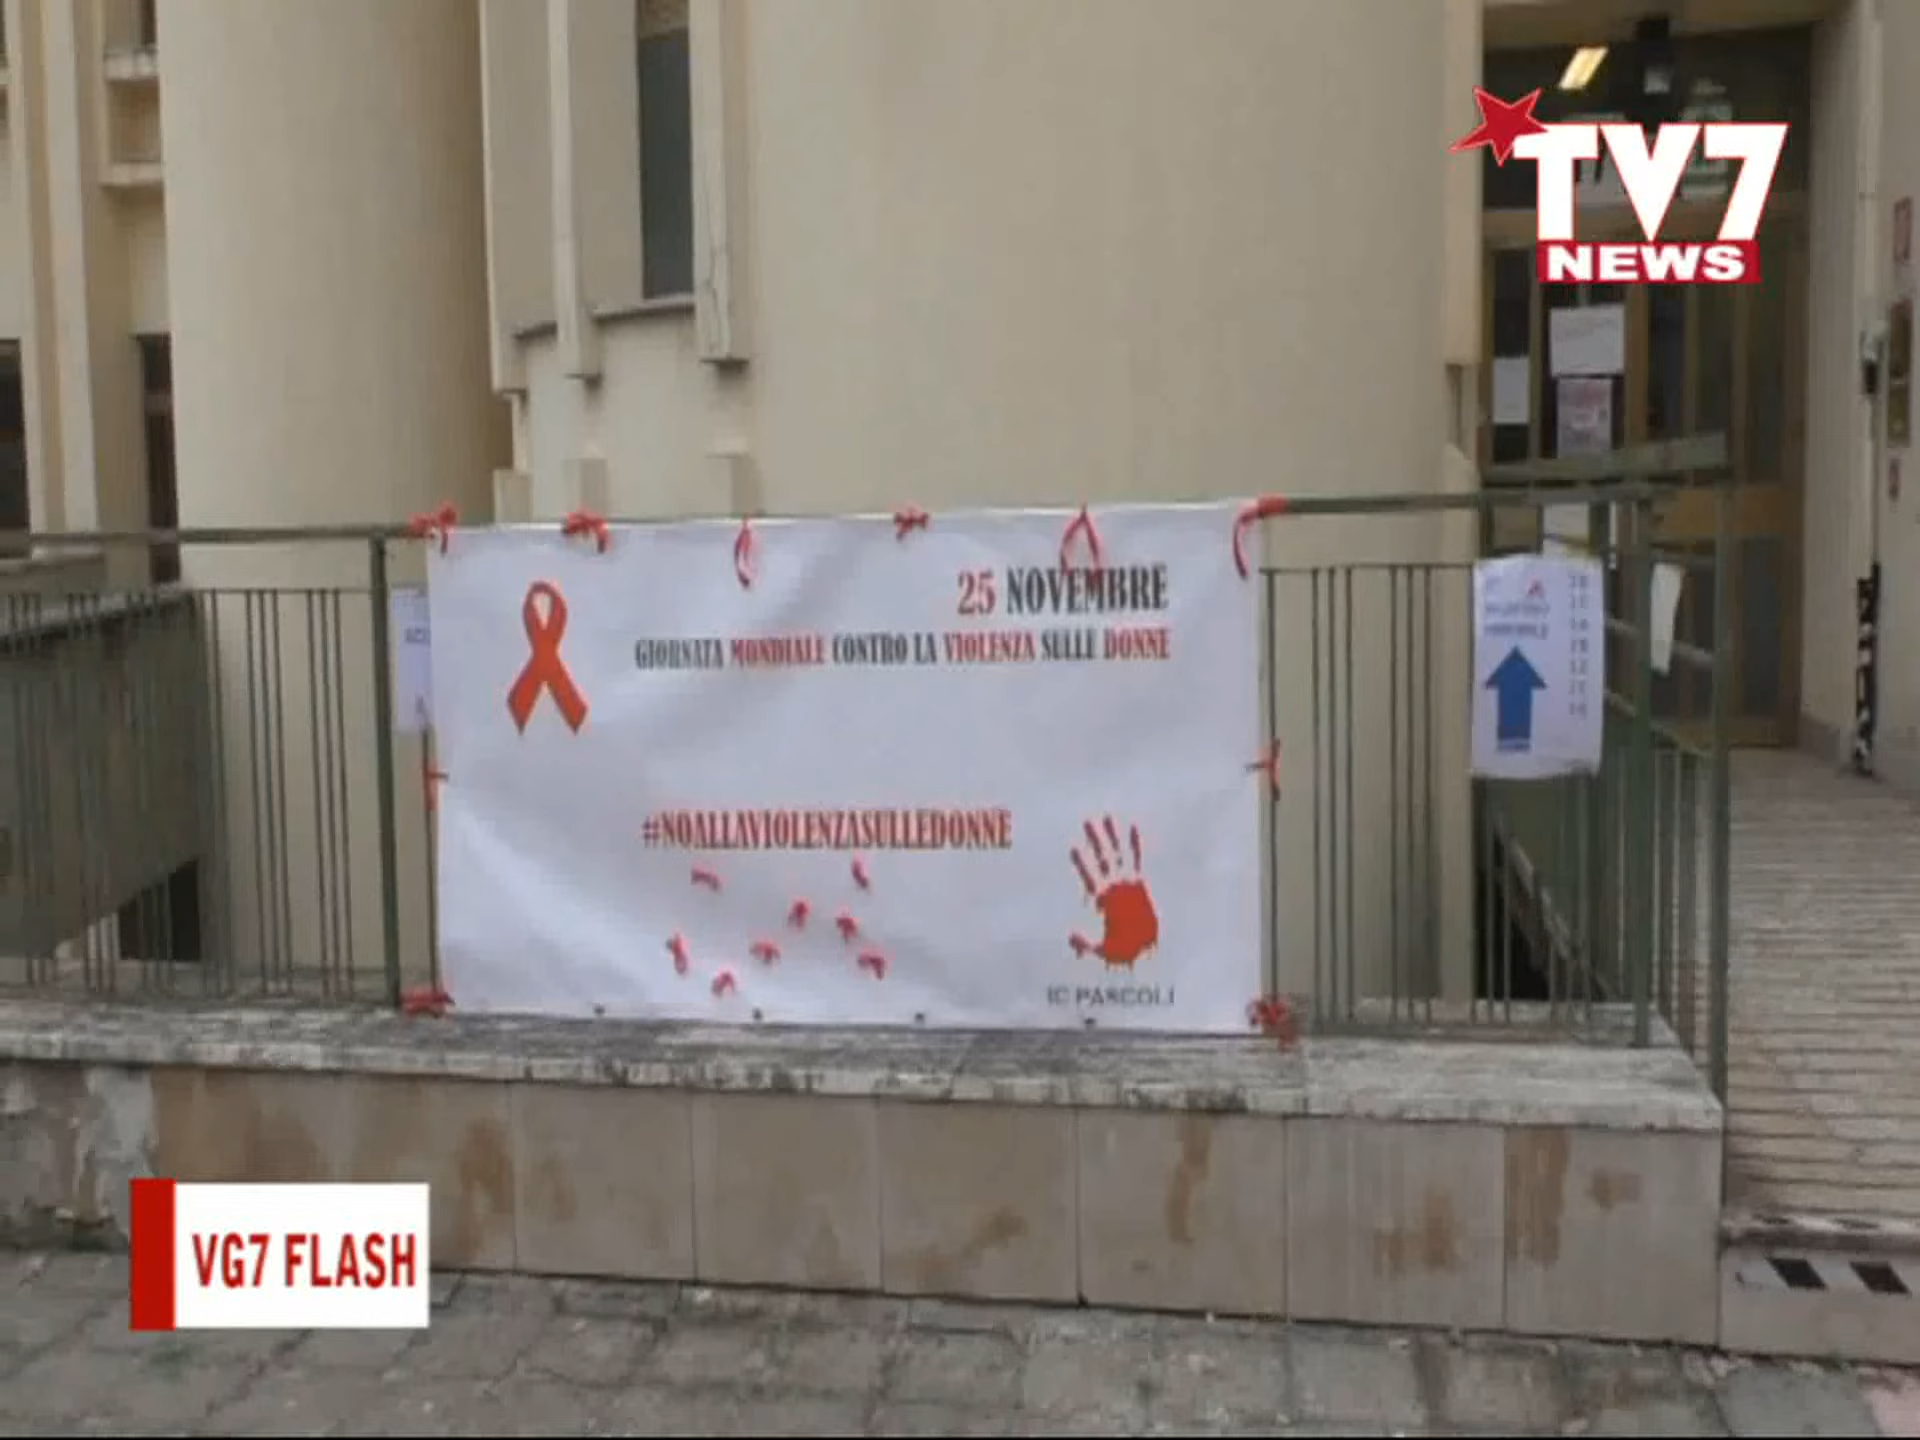 TV7
NEWS
25 NOVEMBRE
GIORNATA MONDIALE CONTRO LA VIOLENZA SULLE DONNE
#NOALLAVIOLENZASULLEDONNE
IC PASCOLI
VG7 FLASH